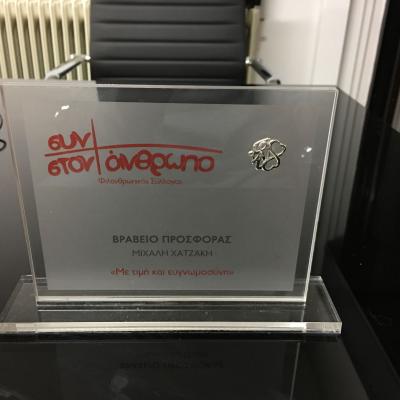 συν
στον άνθρωπο
Φιλανθρωπικός Σύλλογος
ΒΡΑΒΕΙΟ ΠΡΟΣΦΟΡΑΣ
ΜΙΧΑΛΗ ΧΑΤΖΑΚΗ
«Με τιμή και ευγνωμοσύνη»